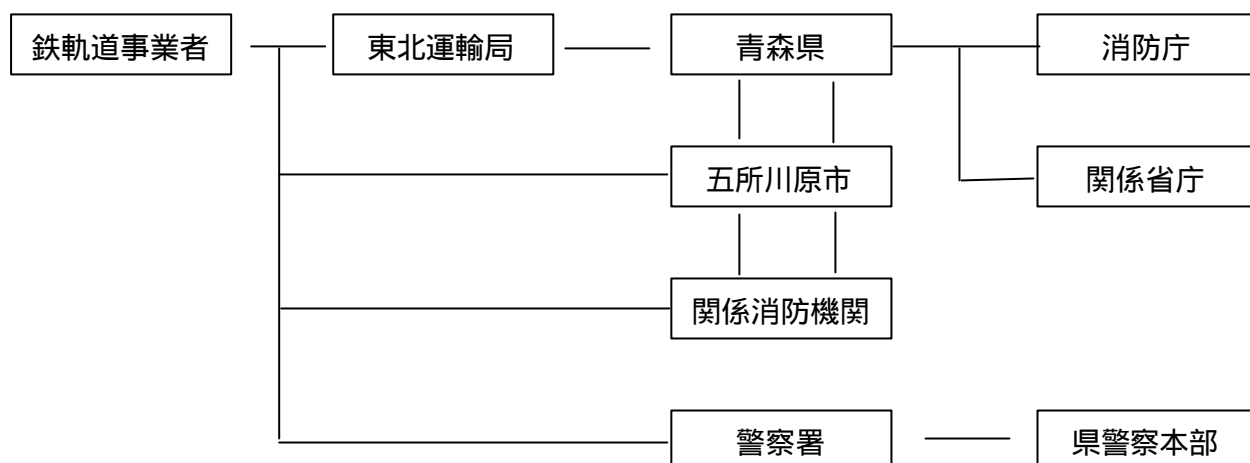 鉄軌道事業者
東北運輸局
青森県
消防庁
五所川原市
関係省庁
関係消防機関
警察署
県警察本部